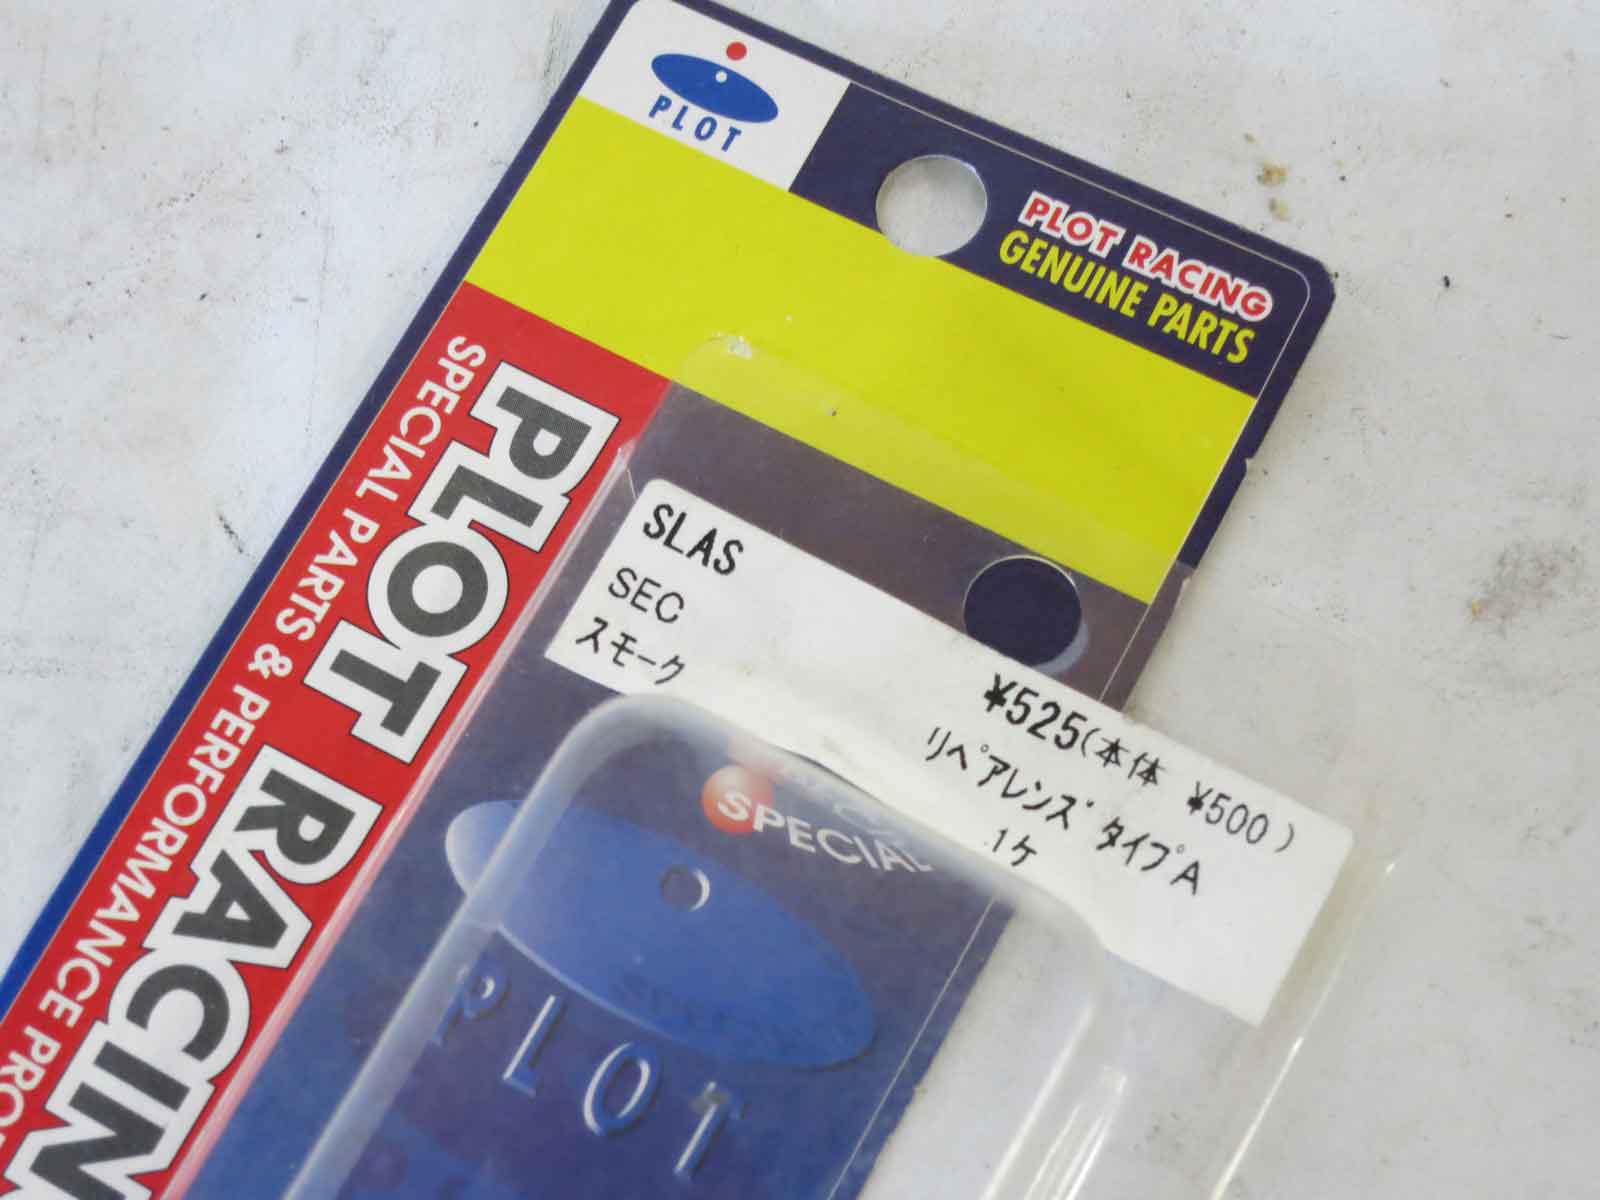 PLOT
PLOT RACING
GENUINE PARTS
PLOT RACIN
SPECIAL PARTS & PERFORMANCE PRO
SLAS
SEC
スモーク
¥525(本体 ¥500)
リペアレンズ タイプA
1ケ
SPECIAL
PLOT